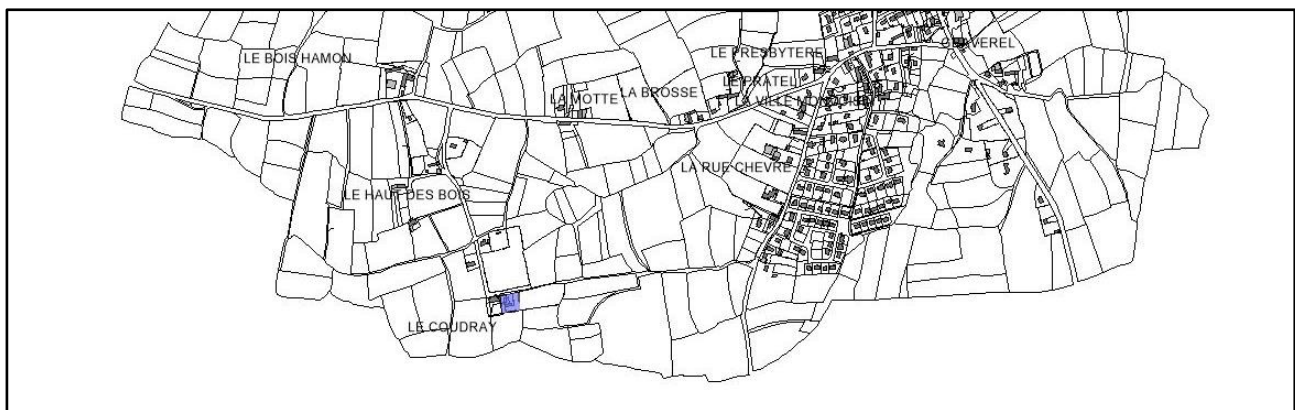 LE PRESBYTERE
LE BOIS HAMON
LE PRATEL
LA BROSSE
LA MOTTE
LA RUE CHEVRE
LE HAUT DES BOIS
LE COUDRAY